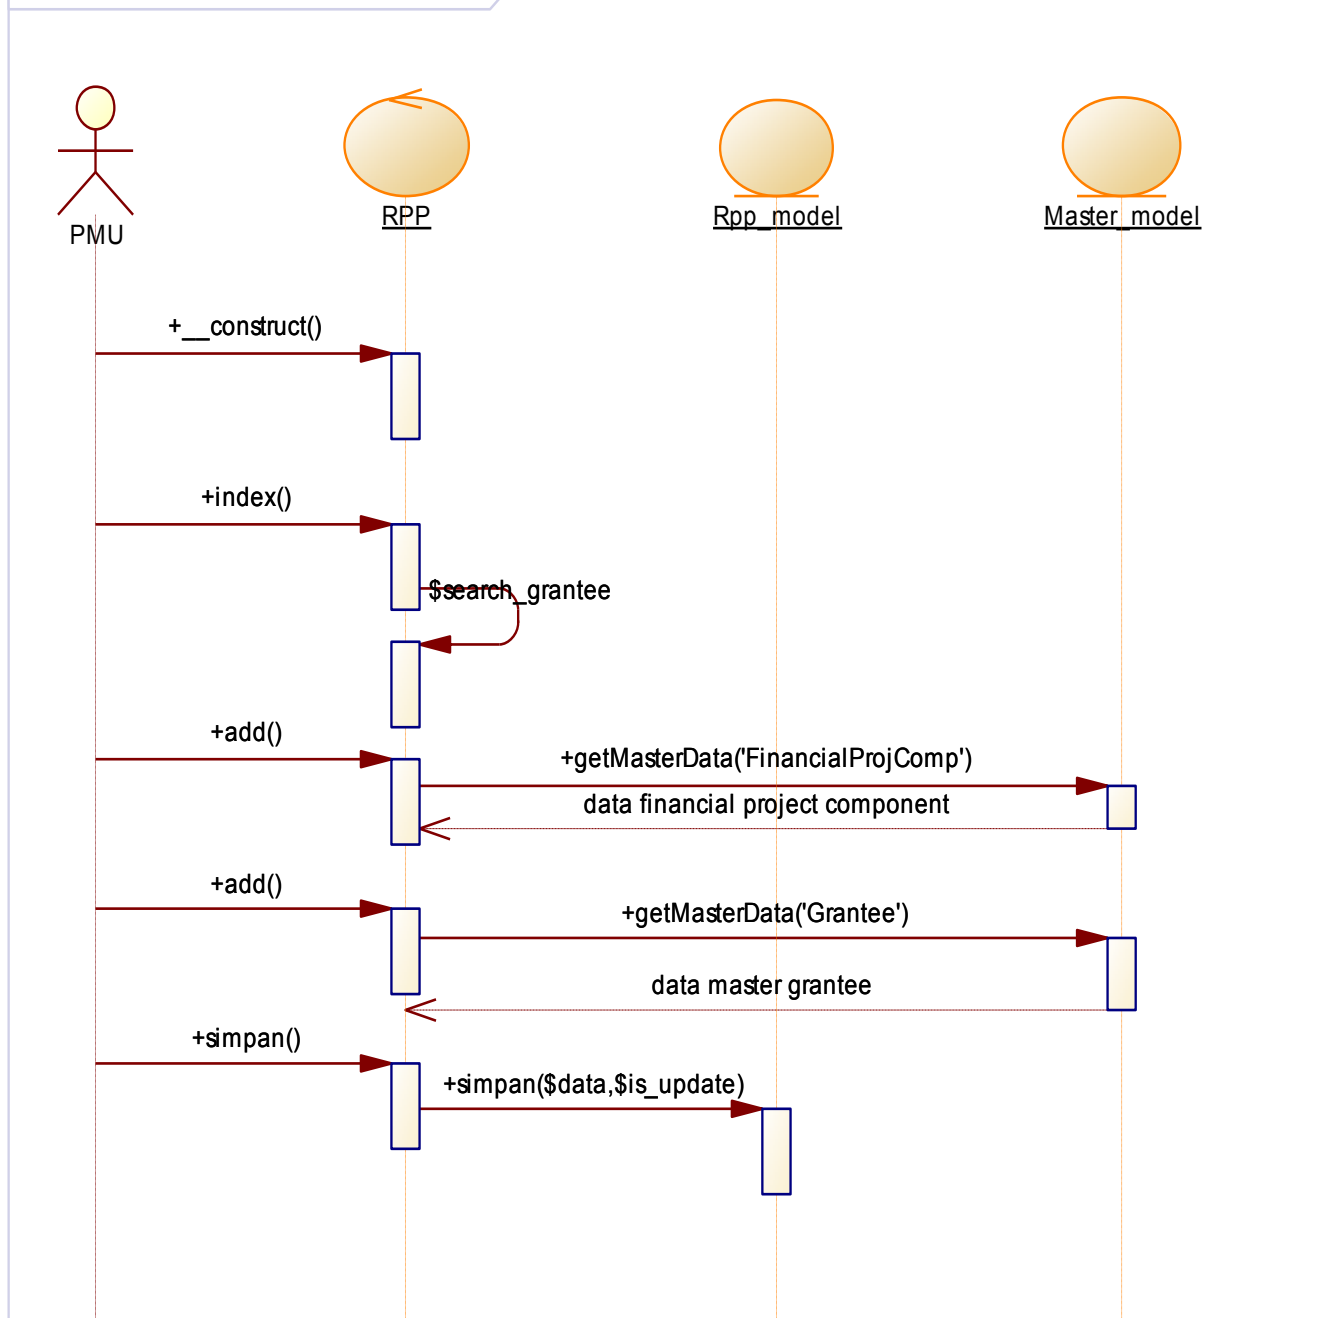 PMU
RPP
Rpp_model
Master_model
+__construct()
+index()
$search_grantee
+add()
+getMasterData('FinancialProjComp')
data financial project component
+add()
+getMasterData('Grantee')
data master grantee
+simpan()
+simpan($data,$is_update)